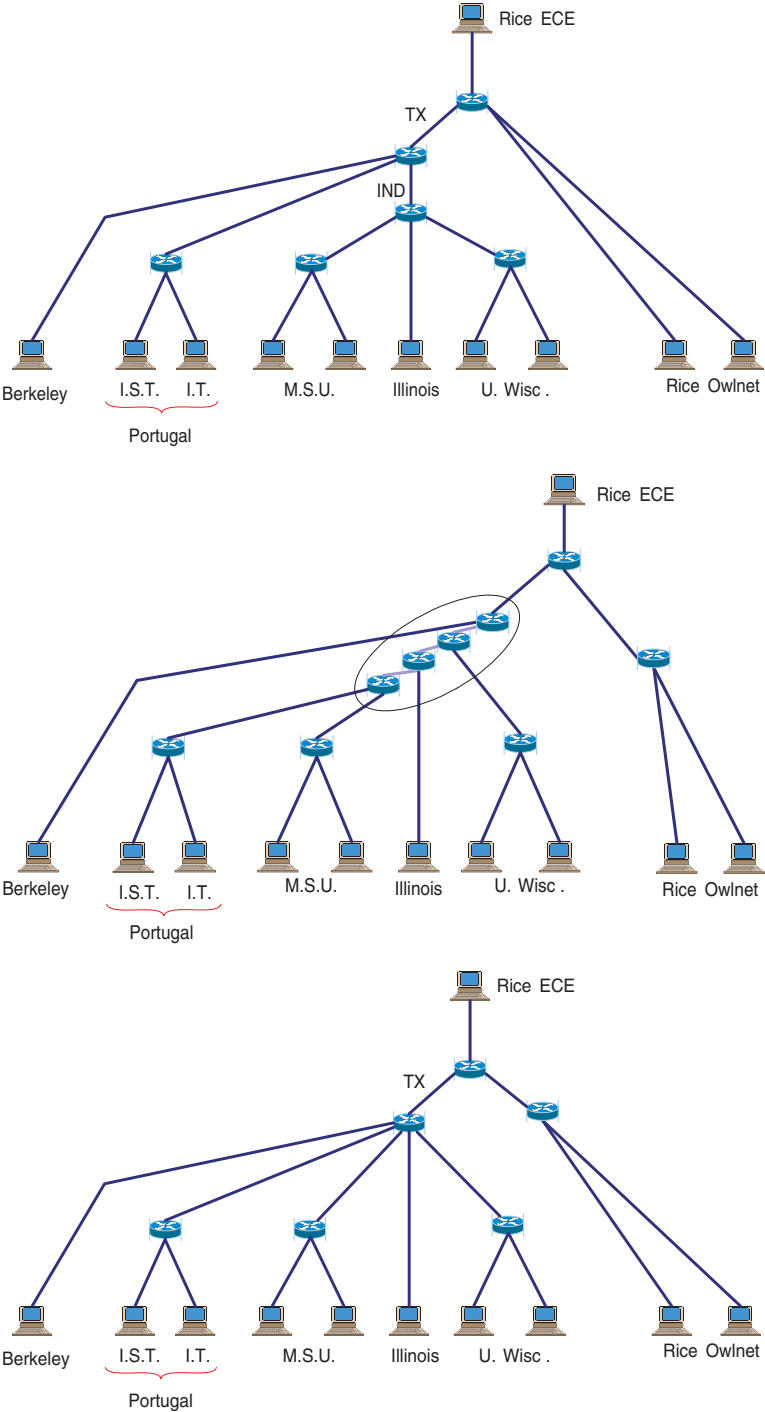 Rice ECE
TX
IND
Berkeley
I.S.T. I.T.
M.S.U.
Illinois
U. Wisc .
Rice Owlnet
Portugal
Rice ECE
Berkeley
I.S.T. I.T.
M.S.U.
Illinois
U. Wisc .
Rice Owlnet
Portugal
Rice ECE
TX
Berkeley
I.S.T. I.T.
M.S.U.
Illinois
U. Wisc .
Rice Owlnet
Portugal